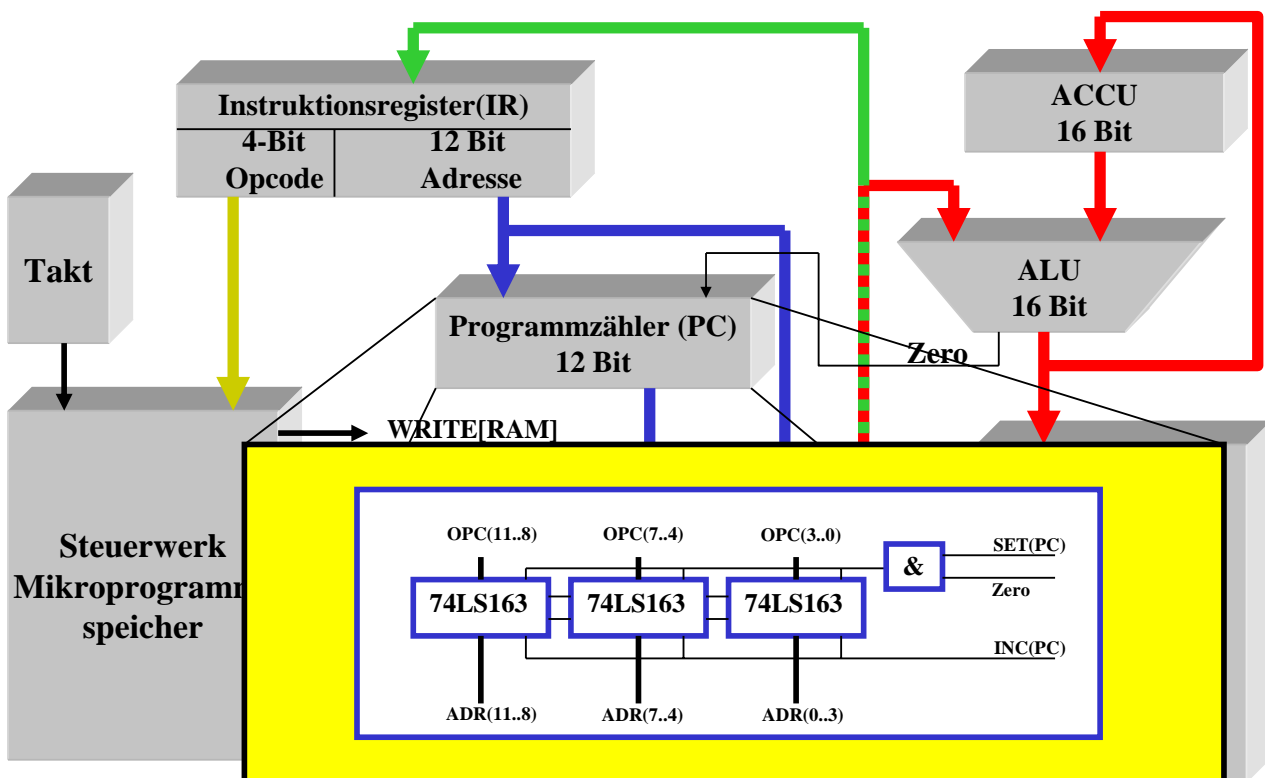 Instruktionsregister(IR)
4-Bit
Opcode
12 Bit
Adresse
ACCU
16 Bit
Takt
ALU
16 Bit
Programmzähler (PC)
12 Bit
Zero
WRITE[RAM]
Steuerwerk
Mikroprogramm
speicher
OPC(11..8)
OPC(7..4)
OPC(3..0)
SET(PC)
&
Zero
74LS163
74LS163
74LS163
INC(PC)
ADR(11..8)
ADR(7..4)
ADR(0..3)